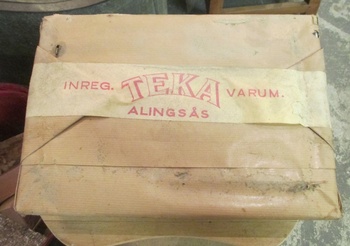 INREG. TEKA VARUM.
ALINGSÅS